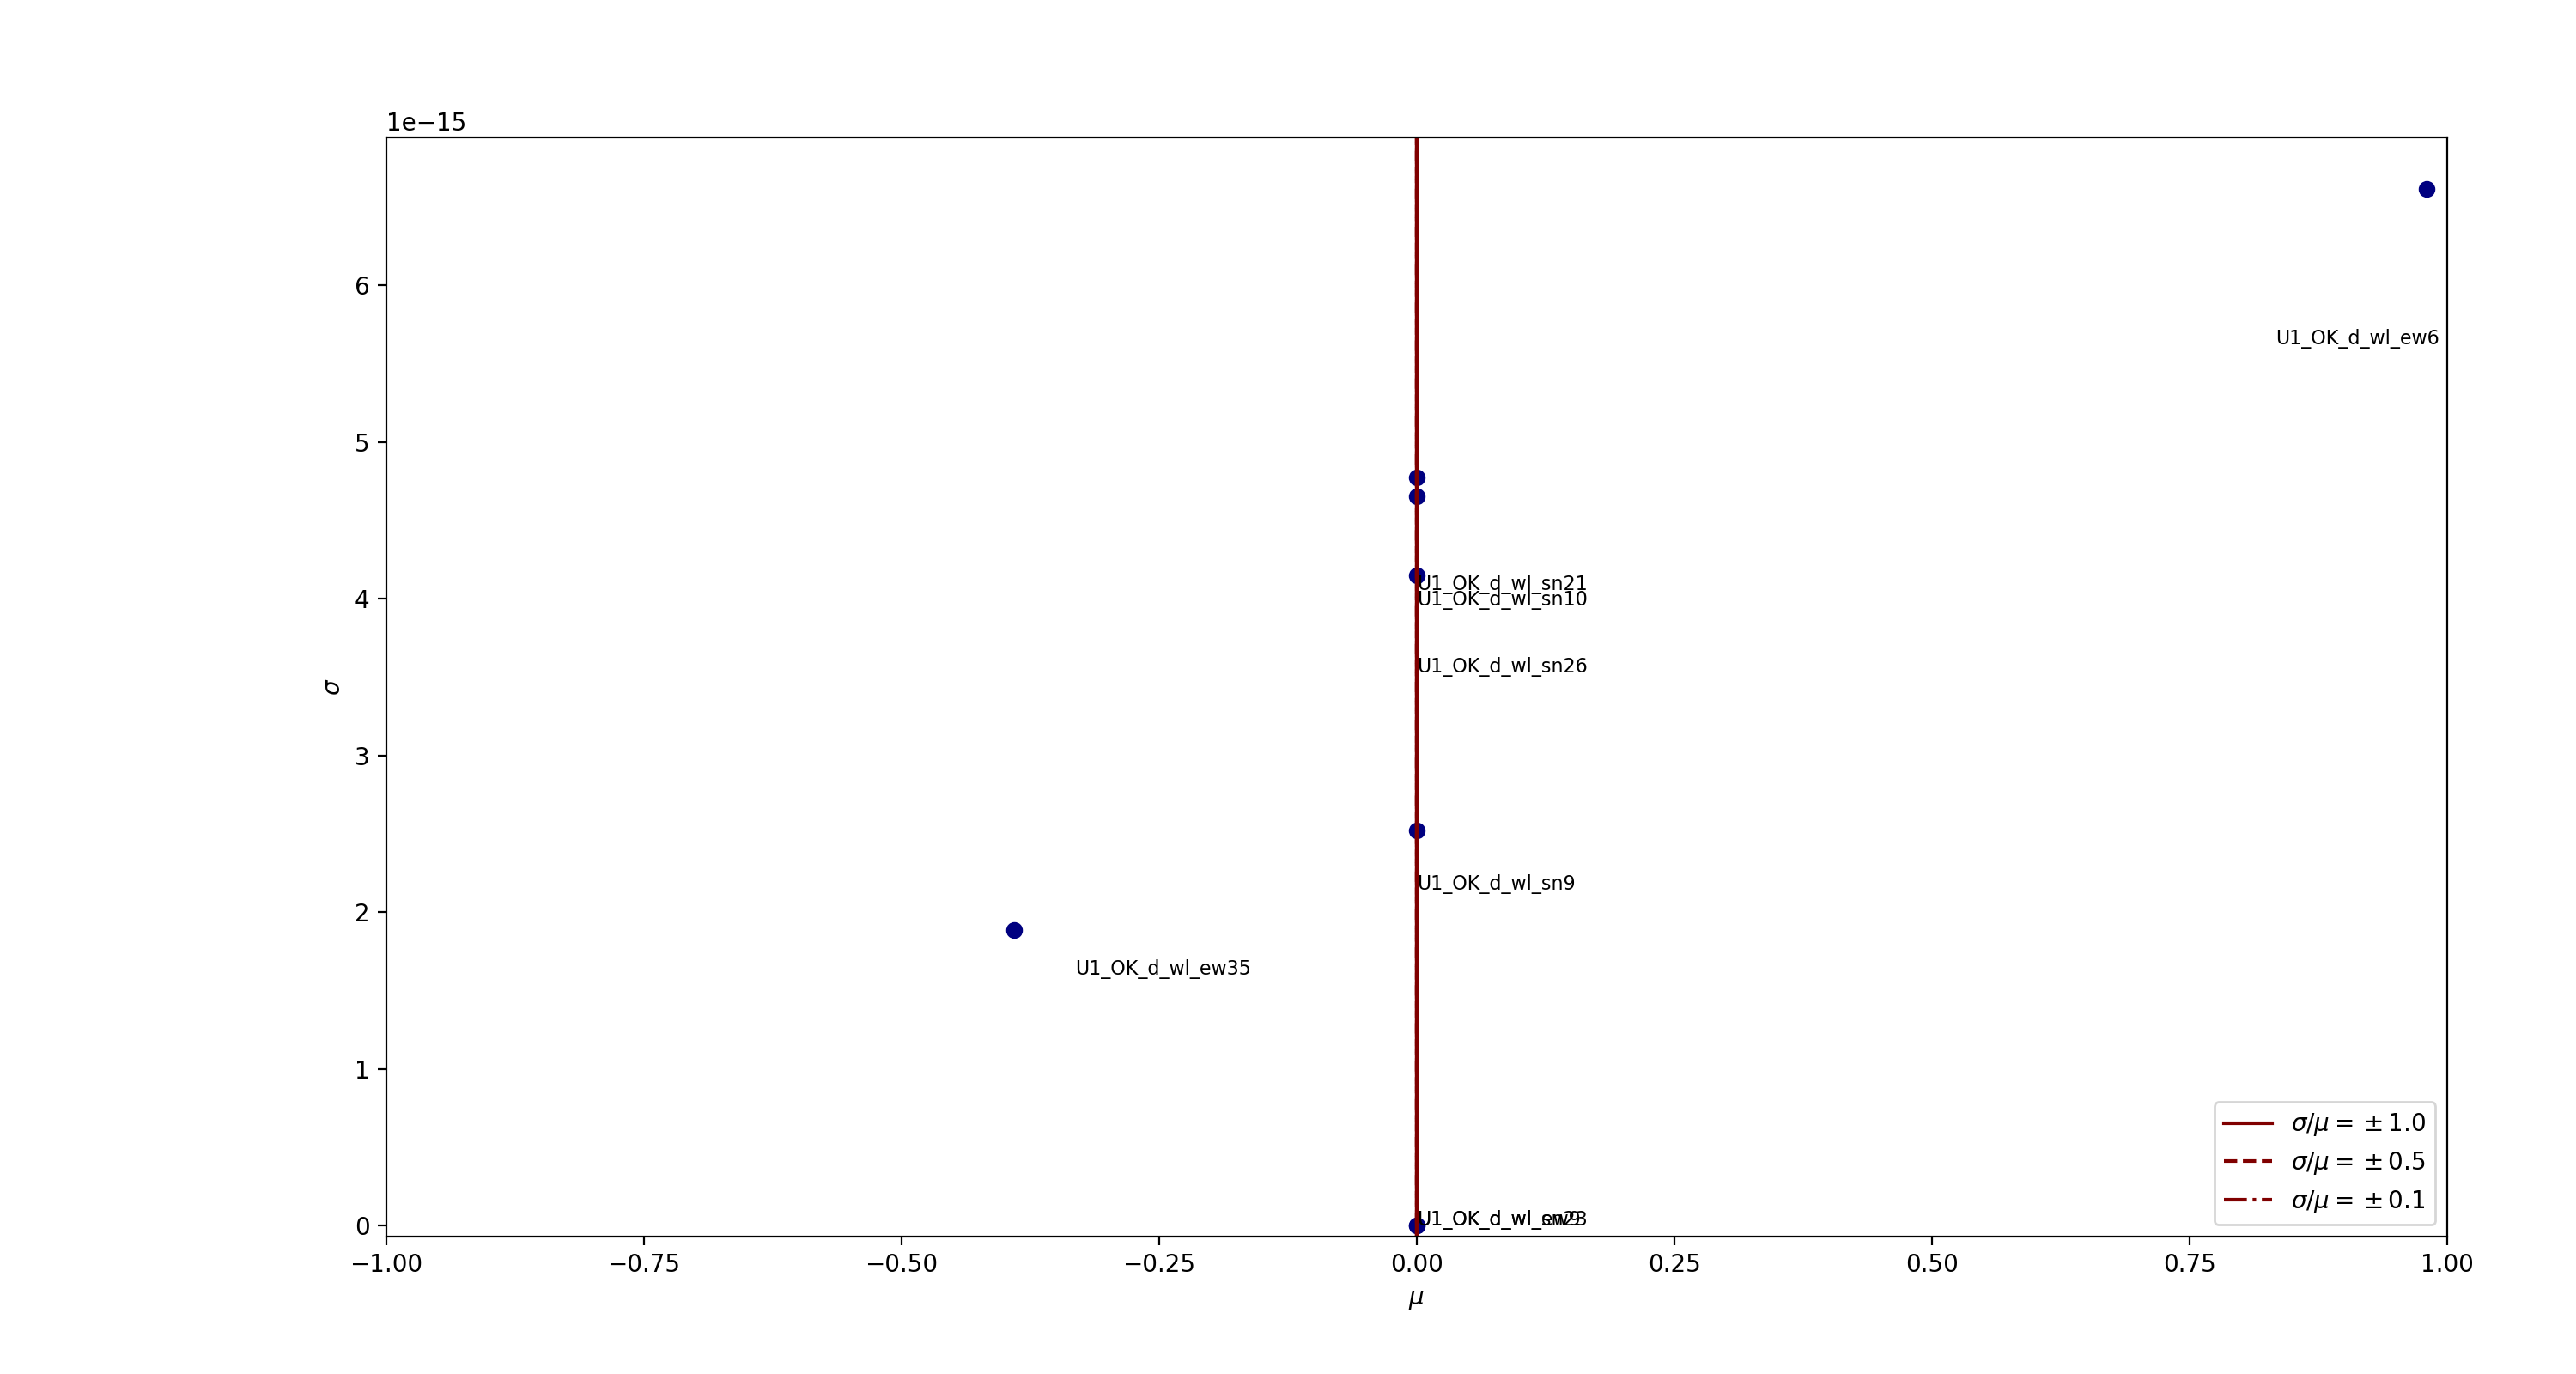 1e−15
6
5
4
3
2
1
0
σ
U1_OK_d_wl_ew6
U1_OK_d_wl_sn21
U1_OK_d_wl_sn10
U1_OK_d_wl_sn26
U1_OK_d_wl_sn9
U1_OK_d_wl_ew35
σ/μ = ±1.0
σ/μ = ±0.5
σ/μ = ±0.1
−1.00 −0.75 −0.50 −0.25 0.00 0.25 0.50 0.75 1.00
μ